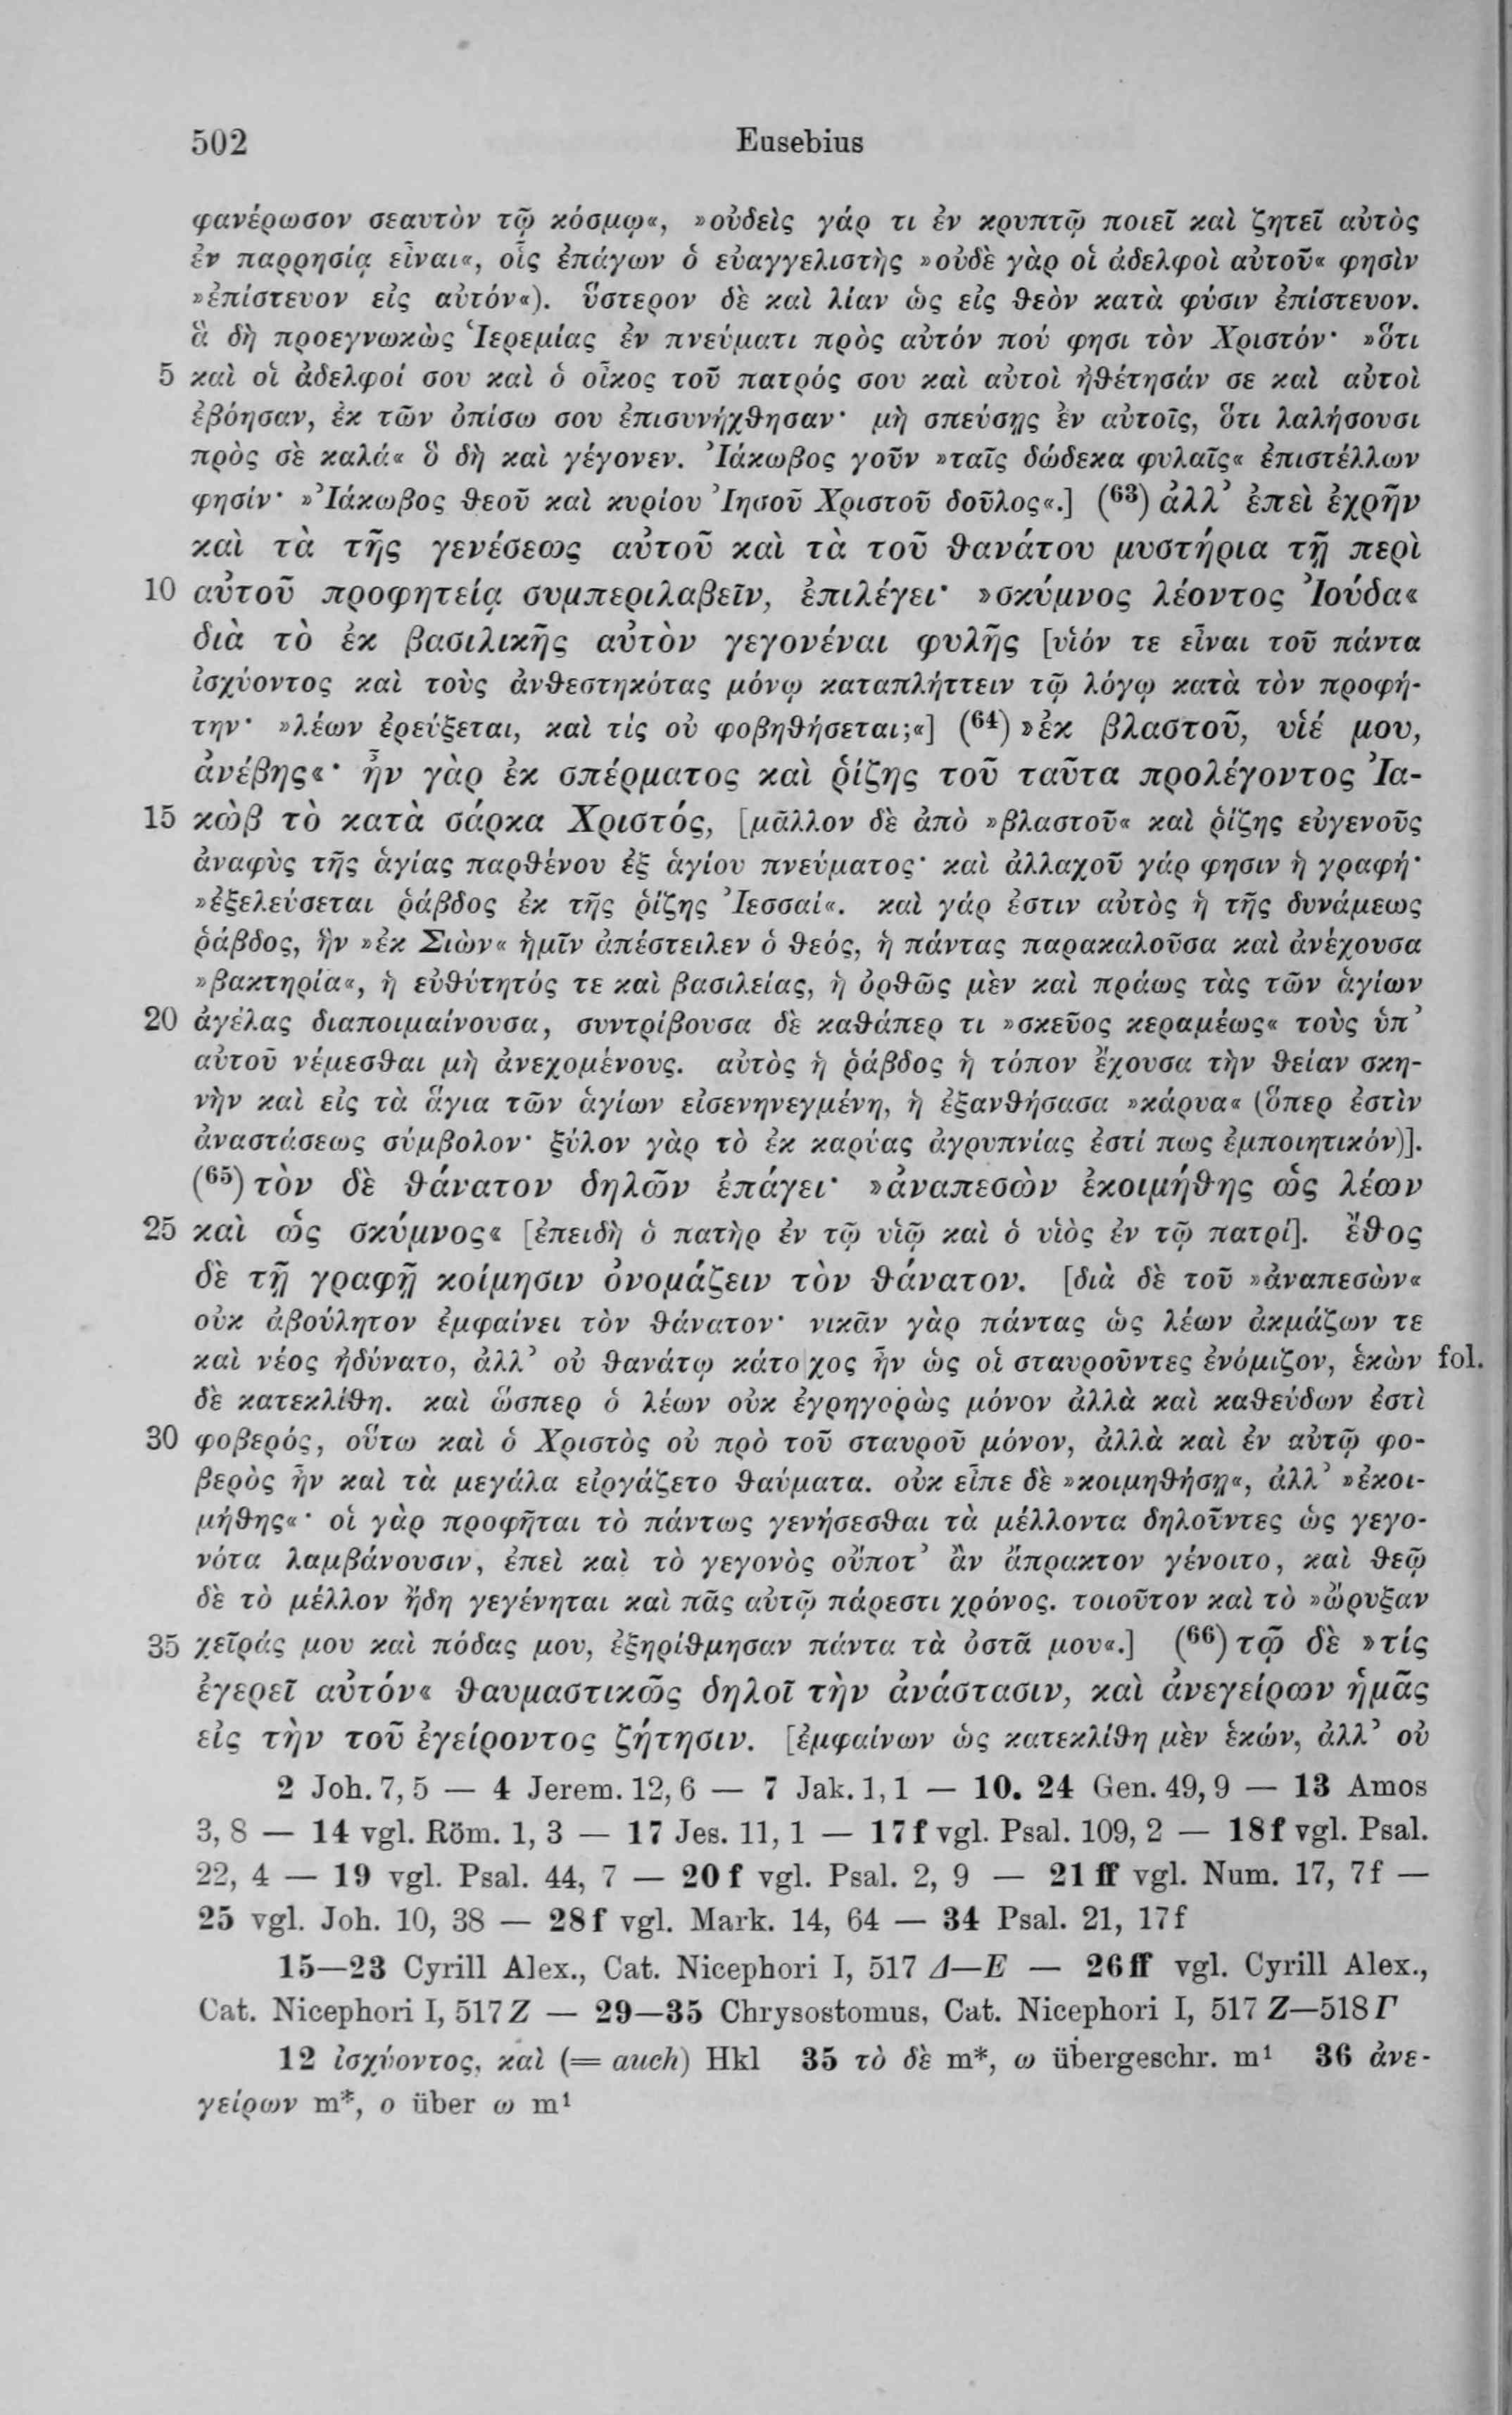 502 Eusebius
φανέρωσον σεαυτὸν τῷ κόσμῳ«, »οὐδεὶς γάρ τι ἐν κρυπτῷ ποιεῖ καὶ ζητεῖ αὐτὸς
ἐν παρρησίᾳ εἶναι«, οἷς ἐπάγων ὁ εὐαγγελιστὴς »οὐδὲ γὰρ οἱ ἀδελφοὶ αὐτοῦ« φησὶν
»ἐπίστευον εἰς αὐτόν«). ὕστερον δὲ καὶ λίαν ὡς εἰς θεὸν κατὰ φύσιν ἐπίστευον.
ἃ δὴ προεγνωκὼς Ἱερεμίας ἐν πνεύματι πρὸς αὐτόν πού φησι τὸν Χριστόν· »ὅτι
5 καὶ οἱ ἀδελφοί σου καὶ ὁ οἶκος τοῦ πατρός σου καὶ αὐτοὶ ἠθέτησάν σε καὶ αὐτοὶ
ἐβόησαν, ἐκ τῶν ὀπίσω σου ἐπισυνήχθησαν· μὴ σπεύσῃς ἐν αὐτοῖς, ὅτι λαλήσουσι
πρὸς σὲ καλά« ὃ δὴ καὶ γέγονεν. Ἰάκωβος γοῦν »ταῖς δώδεκα φυλαῖς« ἐπιστέλλων
φησίν· »Ἰάκωβος θεοῦ καὶ κυρίου Ἰησοῦ Χριστοῦ δοῦλος«.] (63) ἀλλ’ ἐπεὶ ἐχρῆν
καὶ τὰ τῆς γενέσεως αὐτοῦ καὶ τὰ τοῦ θανάτου μυστήρια τῇ περὶ
10 αὐτοῦ προφητείᾳ συμπεριλαβεῖν, ἐπιλέγει· »σκύμνος λέοντος Ἰούδα«
διὰ τὸ ἐκ βασιλικῆς αὐτὸν γεγονέναι φυλῆς [υἱόν τε εἶναι τοῦ πάντα
ἰσχύοντος καὶ τοὺς ἀνθεστηκότας μόνῳ καταπλήττειν τῷ λόγῳ κατὰ τὸν προφή-
την· »λέων ἐρεύξεται, καὶ τίς οὐ φοβηθήσεται;«] (64) »ἐκ βλαστοῦ, υἱέ μου,
ἀνέβης«· ἦν γὰρ ἐκ σπέρματος καὶ ῥίζης τοῦ ταῦτα προλέγοντος Ἰα-
15 κὼβ τὸ κατὰ σάρκα Χριστός, [μᾶλλον δὲ ἀπὸ »βλαστοῦ« καὶ ῥίζης εὐγενοῦς
ἀναφὺς τῆς ἁγίας παρθένου ἐξ ἁγίου πνεύματος· καὶ ἀλλαχοῦ γάρ φησιν ἡ γραφή·
»ἐξελεύσεται ῥάβδος ἐκ τῆς ῥίζης Ἰεσσαί«. καὶ γάρ ἐστιν αὐτὸς ἡ τῆς δυνάμεως
ῥάβδος, ἣν »ἐκ Σιὼν« ἡμῖν ἀπέστειλεν ὁ θεός, ἡ πάντας παρακαλοῦσα καὶ ἀνέχουσα
»βακτηρία«, ἡ εὐθύτητός τε καὶ βασιλείας, ἡ ὀρθῶς μὲν καὶ πράως τὰς τῶν ἁγίων
20 ἀγέλας διαποιμαίνουσα, συντρίβουσα δὲ καθάπερ τι »σκεῦος κεραμέως« τοὺς ὑπ’
αὐτοῦ νέμεσθαι μὴ ἀνεχομένους. αὐτὸς ἡ ῥάβδος ἡ τόπον ἔχουσα τὴν θείαν σκη-
νὴν καὶ εἰς τὰ ἅγια τῶν ἁγίων εἰσενηνεγμένη, ἡ ἐξανθήσασα »κάρυα« (ὅπερ ἐστὶν
ἀναστάσεως σύμβολον· ξύλον γὰρ τὸ ἐκ καρύας ἀγρυπνίας ἐστί πως ἐμποιητικόν)].
(65) τὸν δὲ θάνατον δηλῶν ἐπάγει· »ἀναπεσὼν ἐκοιμήθης ὡς λέων
25 καὶ ὡς σκύμνος« [ἐπειδὴ ὁ πατὴρ ἐν τῷ υἱῷ καὶ ὁ υἱὸς ἐν τῷ πατρί]. ἔθος
δὲ τῇ γραφῇ κοίμησιν ὀνομάζειν τὸν θάνατον. [διὰ δὲ τοῦ »ἀναπεσὼν«
οὐκ ἀβούλητον ἐμφαίνει τὸν θάνατον· νικᾶν γὰρ πάντας ὡς λέων ἀκμάζων τε
καὶ νέος ἠδύνατο, ἀλλ’ οὐ θανάτῳ κάτο|χος ἦν ὡς οἱ σταυροῦντες ἐνόμιζον, ἑκὼν fol.
δὲ κατεκλίθη. καὶ ὥσπερ ὁ λέων οὐκ ἐγρηγορὼς μόνον ἀλλὰ καὶ καθεύδων ἐστὶ
30 φοβερός, οὕτω καὶ ὁ Χριστὸς οὐ πρὸ τοῦ σταυροῦ μόνον, ἀλλὰ καὶ ἐν αὐτῷ φο-
βερὸς ἦν καὶ τὰ μεγάλα εἰργάζετο θαύματα. οὐκ εἶπε δὲ »κοιμηθήσῃ«, ἀλλ’ »ἐκοι-
μήθης«· οἱ γὰρ προφῆται τὸ πάντως γενήσεσθαι τὰ μέλλοντα δηλοῦντες ὡς γεγο-
νότα λαμβάνουσιν, ἐπεὶ καὶ τὸ γεγονὸς οὔποτ’ ἂν ἄπρακτον γένοιτο, καὶ θεῷ
δὲ τὸ μέλλον ἤδη γεγένηται καὶ πᾶς αὐτῷ πάρεστι χρόνος. τοιοῦτον καὶ τὸ »ὤρυξαν
35 χεῖράς μου καὶ πόδας μου, ἐξηρίθμησαν πάντα τὰ ὀστᾶ μου«.] (66) τῷ δὲ »τίς
ἐγερεῖ αὐτόν« θαυμαστικῶς δηλοῖ τὴν ἀνάστασιν, καὶ ἀνεγείρων ἡμᾶς
εἰς τὴν τοῦ ἐγείροντος ζήτησιν. [ἐμφαίνων ὡς κατεκλίθη μὲν ἑκών, ἀλλ’ οὐ
2 Joh. 7, 5 — 4 Jerem. 12, 6 — 7 Jak. 1, 1 — 10. 24 Gen. 49, 9 — 13 Amos
3, 8 — 14 vgl. Röm. 1, 3 — 17 Jes. 11, 1 — 17f vgl. Psal. 109, 2 — 18f vgl. Psal.
22, 4 — 19 vgl. Psal. 44, 7 — 20f vgl. Psal. 2, 9 — 21ff vgl. Num. 17, 7f —
25 vgl. Joh. 10, 38 — 28f vgl. Mark. 14, 64 — 34 Psal. 21, 17f
15—23 Cyrill Alex., Cat. Nicephori I, 517 Δ—E — 26ff vgl. Cyrill Alex.,
Cat. Nicephori I, 517 Z — 29—35 Chrysostomus, Cat. Nicephori I, 517 Z—518 Γ
12 ἰσχύοντος, καὶ (= auch) Hkl 35 τὸ δὲ m*, ω übergeschr. m¹ 36 ἀνε-
γείρων m*, ο über ω m¹